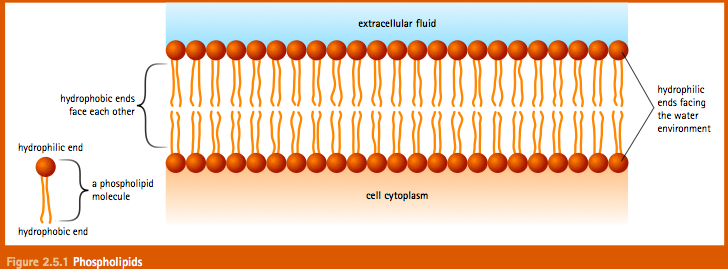 extracellular fluid
hydrophobic ends
face each other
hydrophilic
ends facing
the water
environment
hydrophilic end
a phospholipid
molecule
hydrophobic end
cell cytoplasm
Figure 2.5.1 Phospholipids